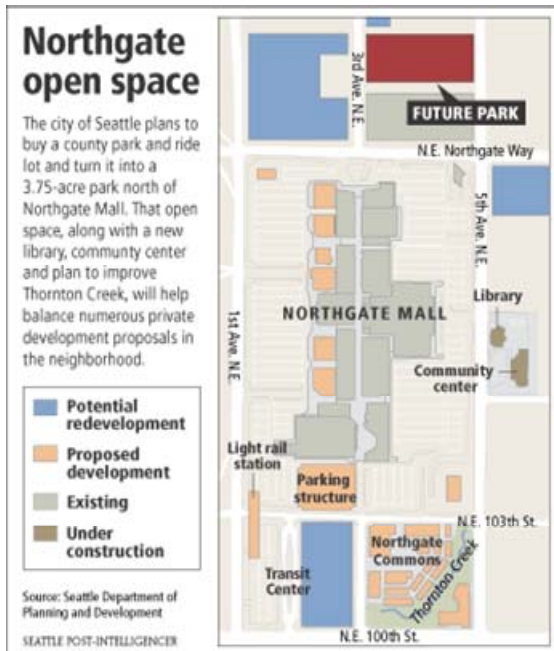 Northgate
open space
The city of Seattle plans to
buy a county park and ride
lot and turn it into a
3.75-acre park north of
Northgate Mall. That open
space, along with a new
library, communty center
and plan to improve
Thornton Creek, will help
balance numerous private
development proposals in
the neighborhood.
Potential
redevelopment
Proposed
development
Existing
Under
construction
Source: Seattle Department of
Planning and Development
SEATTLE POST-INTELLIGENCER
3rd Ave. N.E.
FUTURE PARK
N.E. Northgate Way
5th Ave. N.E.
1st Ave. N.E.
NORTHGATE MALL
Library
Community
center
Light rail
station
Parking
structure
N.E. 103th St.
Northgate
Commons
Thornton Creek
Transit
Center
N.E. 100th St.